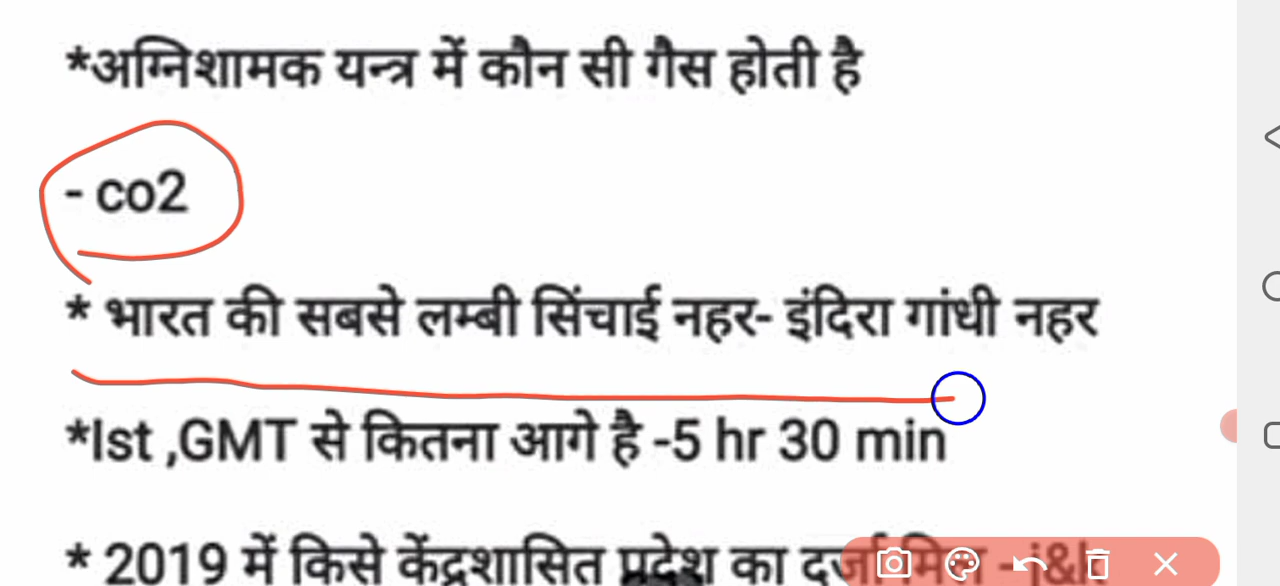 *अग्निशामक यन्त्र में कौन सी गैस होती है
- co2
* भारत की सबसे लम्बी सिंचाई नहर- इंदिरा गांधी नहर
*Ist ,GMT से कितना आगे है -5 hr 30 min
* 2019 में किसे केंद्रशासित प्रदेश का दर्जा